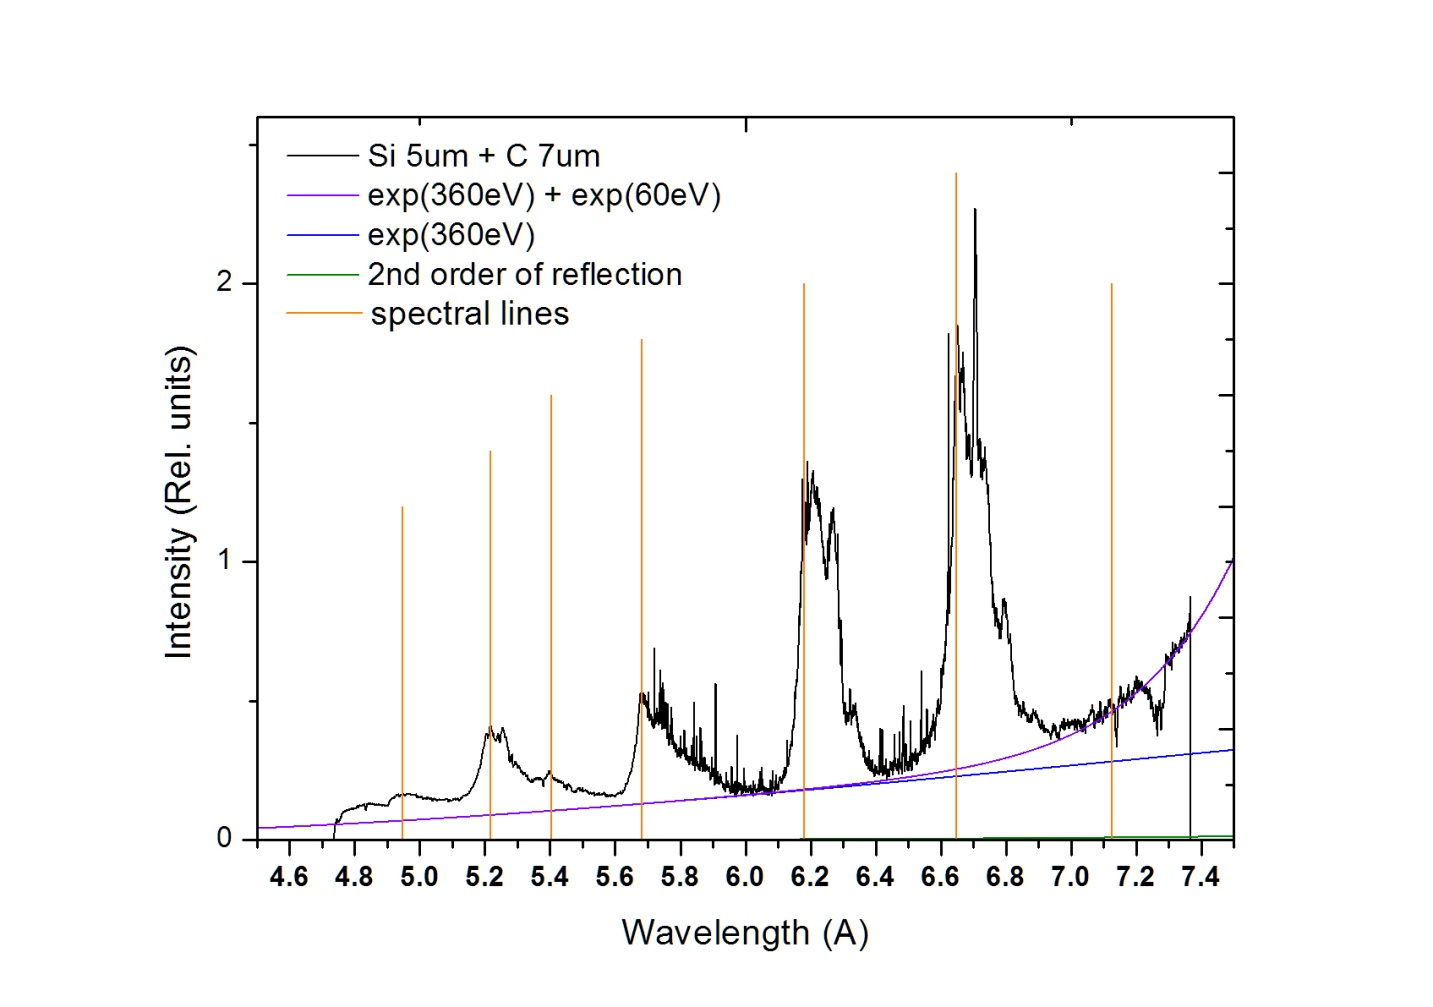 Si 5um + C 7um
exp(360eV) + exp(60eV)
exp(360eV)
2nd order of reflection
spectral lines
Intensity (Rel. units)
2
1
0
4.6 4.8 5.0 5.2 5.4 5.6 5.8 6.0 6.2 6.4 6.6 6.8 7.0 7.2 7.4
Wavelength (A)